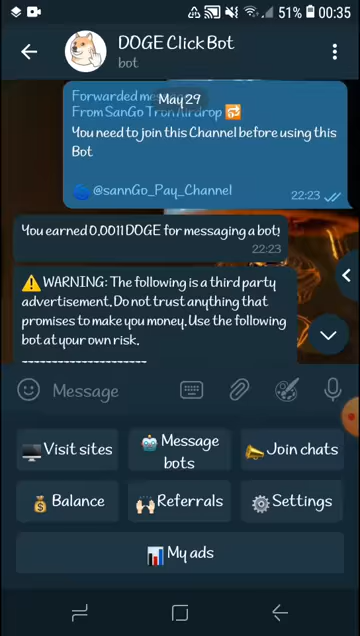 51% 00:35
DOGE Click Bot
bot
Forwarded me
May 29
From SanGo Tron Airdrop
You need to join this Channel before using this
Bot
@sannGo_Pay_Channel
22:23
You earned 0,0011 DOGE for messaging a bot!
22:23
WARNING: The following is a third party
advertisement. Do not trust anything that
promises to make you money. Use the following
bot at your own risk.
---------------------
Message
Visit sites
Message
bots
Join chats
Balance
Referrals
Settings
My ads